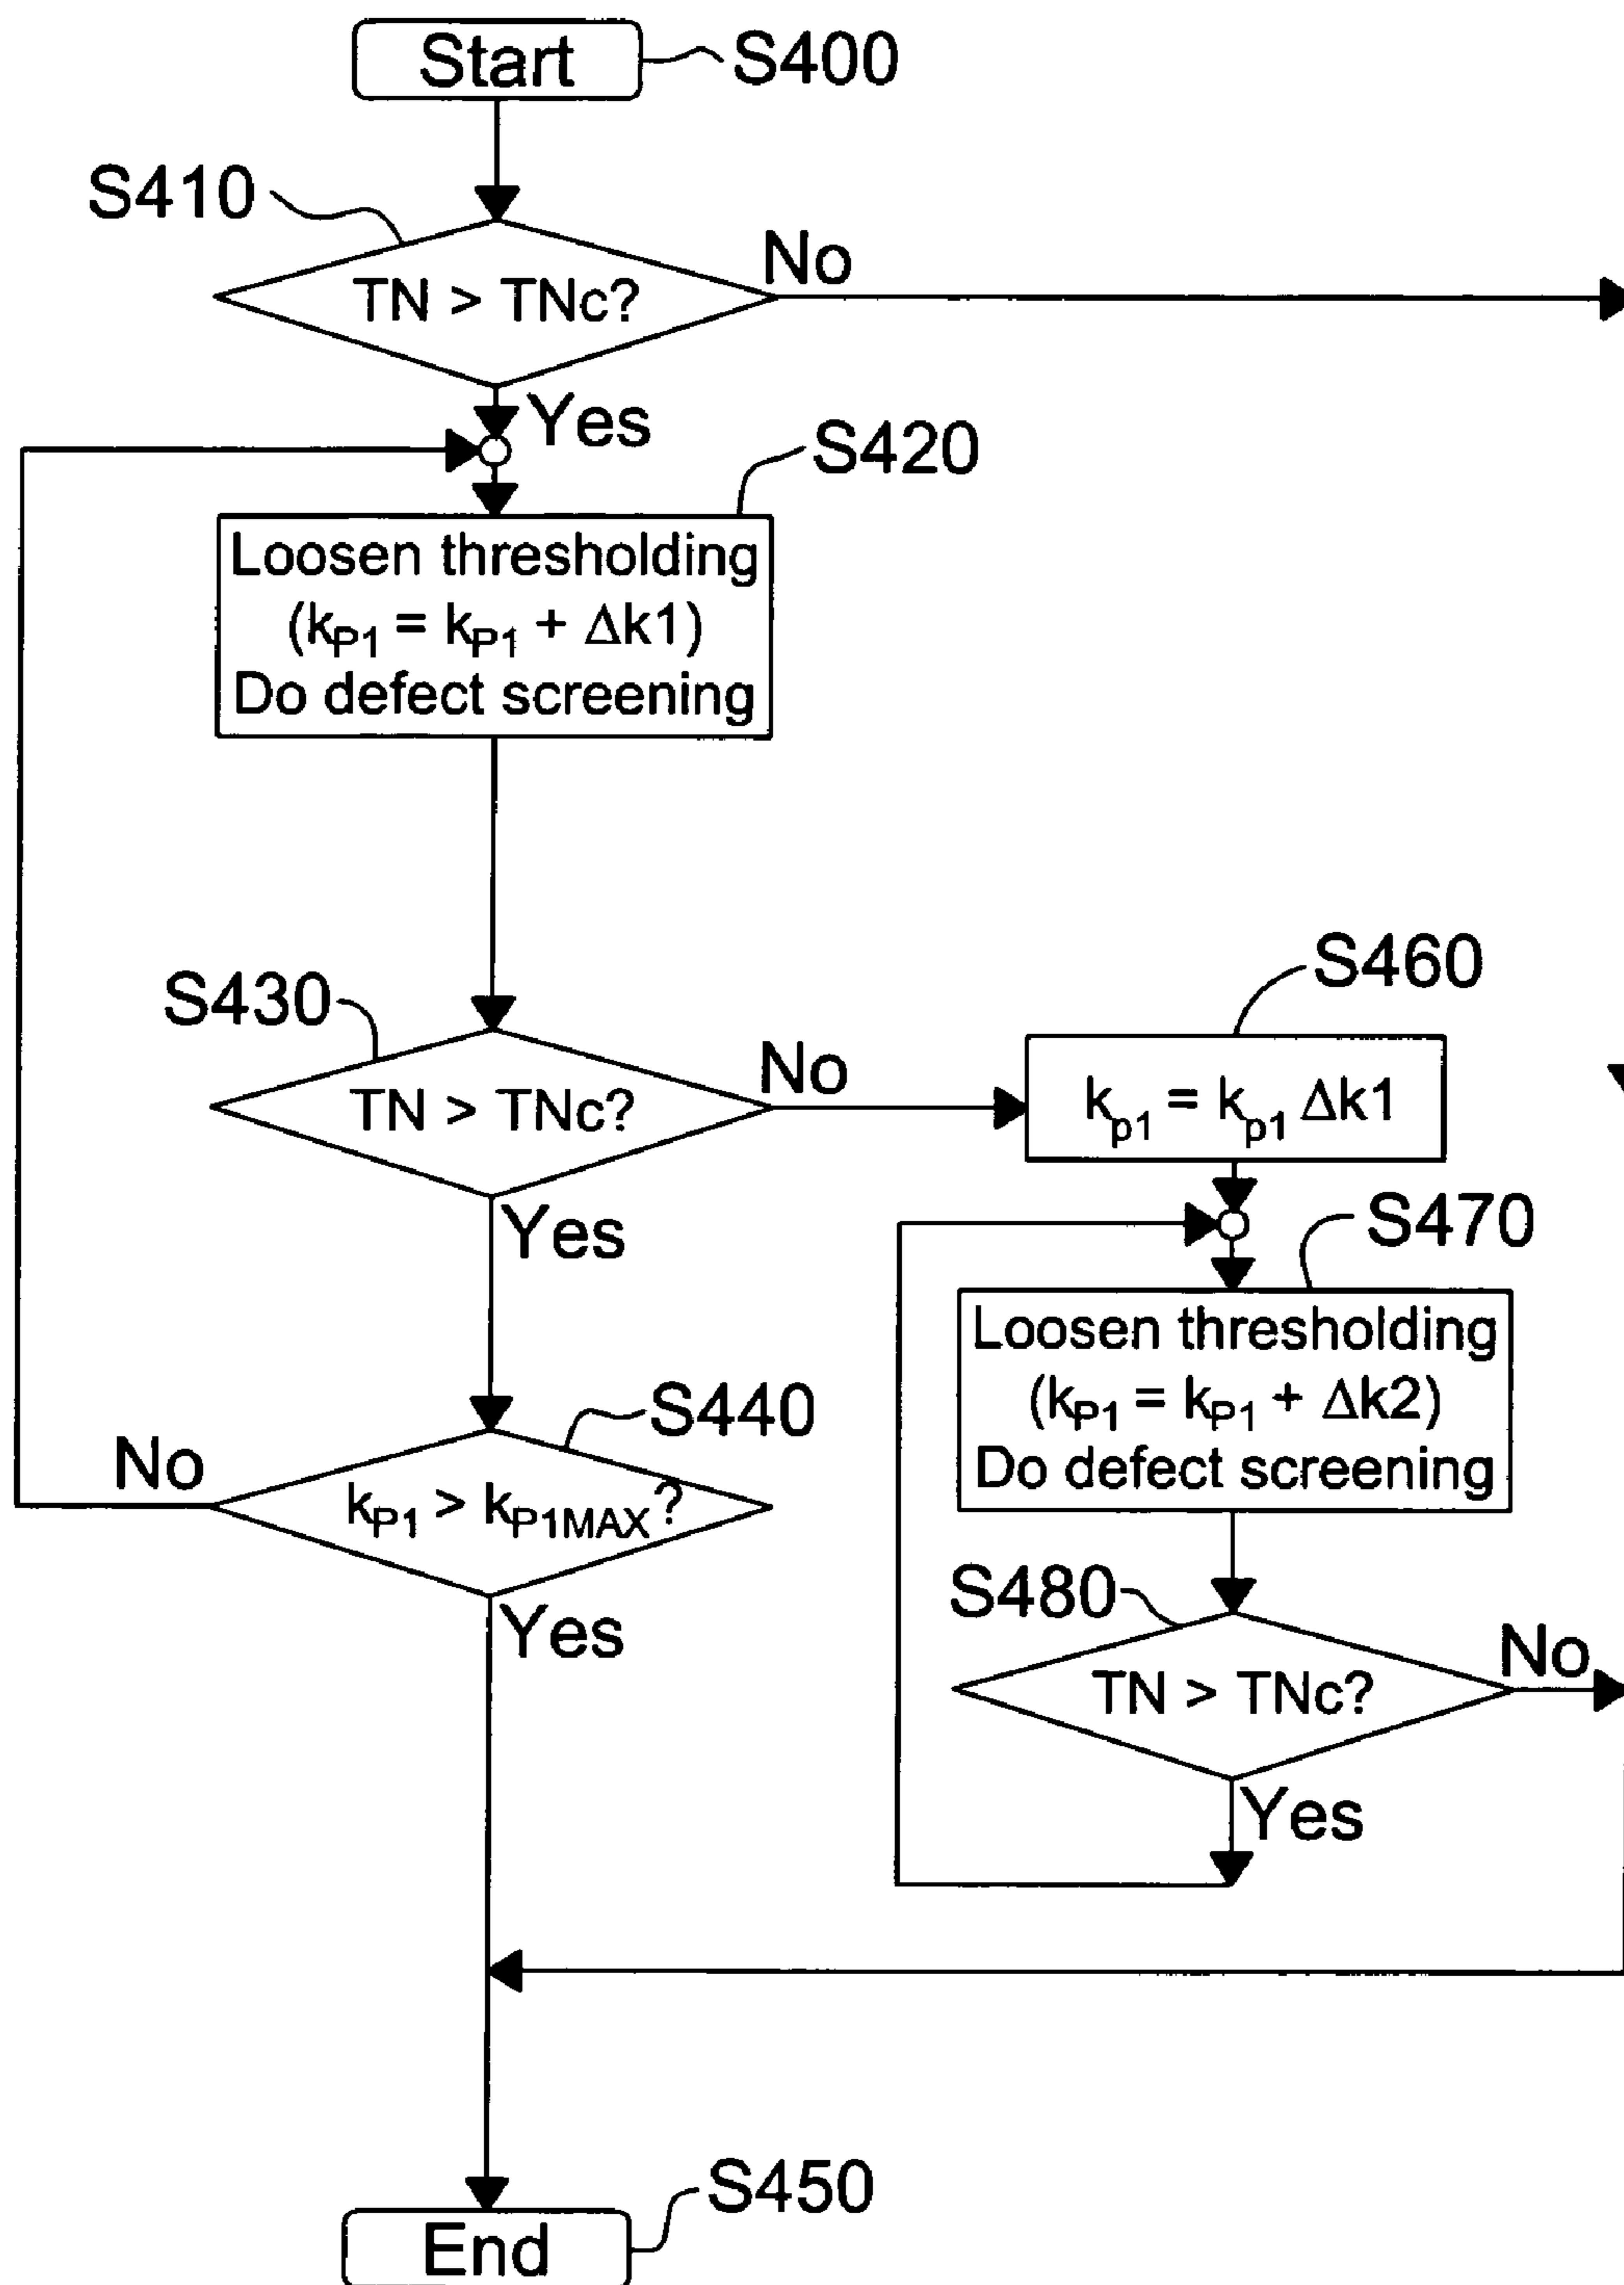 Start
S400
S410
TN > TNc?
No
Yes
S420
Loosen thresholding
(kP1 = kP1 + Δk1)
Do defect screening
S430
TN > TNc?
No
Yes
S460
kp1 = kp1 Δk1
S470
Loosen thresholding
(kP1 = kP1 + Δk2)
Do defect screening
S440
No
kP1 > kP1MAX?
Yes
S480
TN > TNc?
No
Yes
S450
End